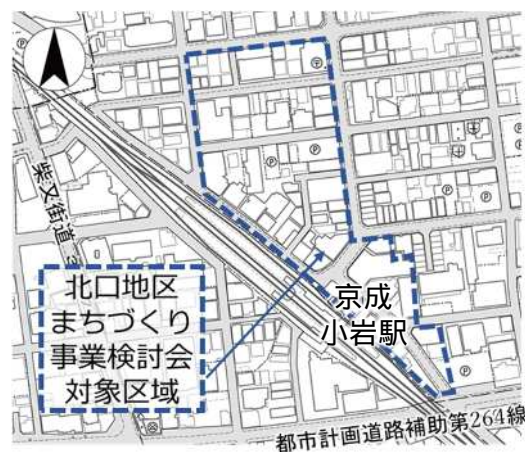 柴又街道
北口地区
まちづくり
事業検討会
対象区域
京成
小岩駅
都市計画道路補助第264線